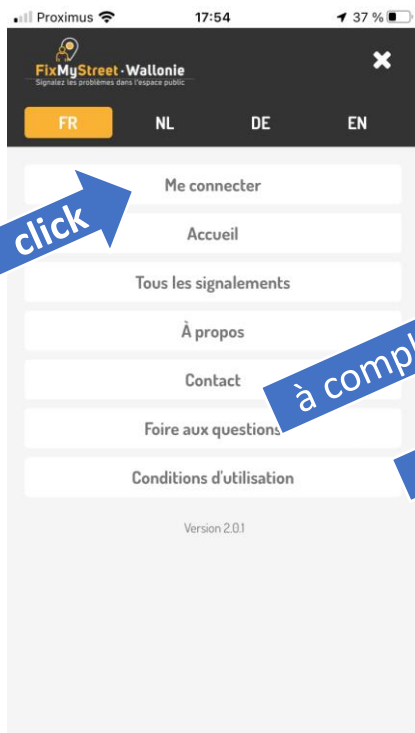 Proximus 17:54 37 %
FixMyStreet · Wallonie
Signalez les problèmes dans l'espace public
FR NL DE EN
Me connecter
click
Accueil
Tous les signalements
À propos
Contact
Foire aux questions
Conditions d'utilisation
Version 2.0.1